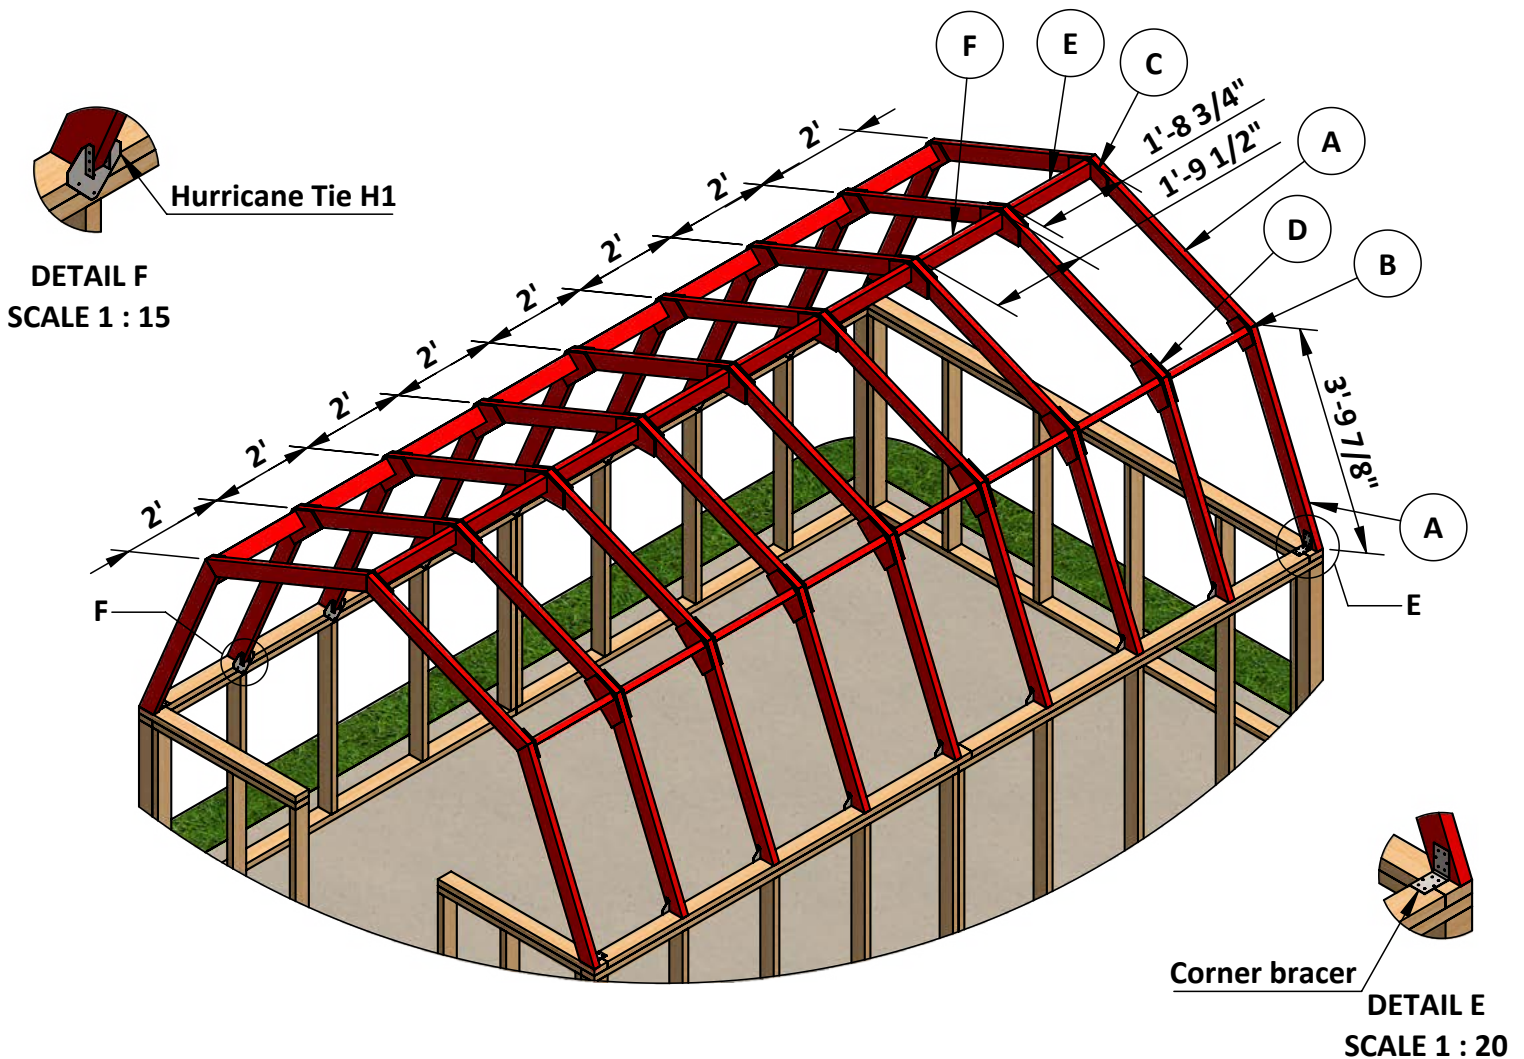 F
E
C
1'-8 3/4"
1'-9 1/2"
A
2'
2'
2'
2'
2'
2'
2'
2'
Hurricane Tie H1
DETAIL F
SCALE 1 : 15
D
B
3'-9 7/8"
A
F
E
Corner bracer
DETAIL E
SCALE 1 : 20